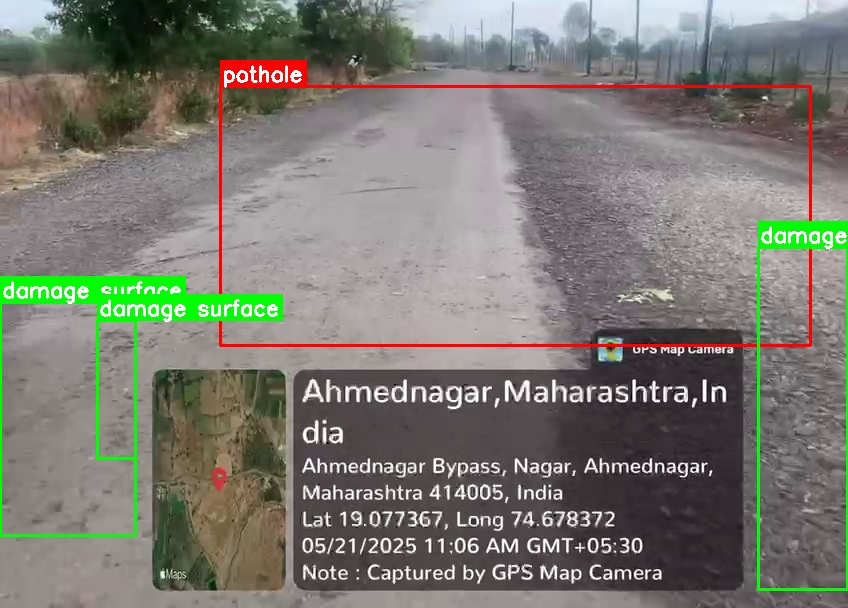 pothole
damage
damage surface
damage surface
GPS Map Camera
Ahmednagar,Maharashtra,In
dia
Ahmednagar Bypass, Nagar, Ahmednagar,
Maharashtra 414005, India
Lat 19.077367, Long 74.678372
05/21/2025 11:06 AM GMT+05:30
Note : Captured by GPS Map Camera
Maps